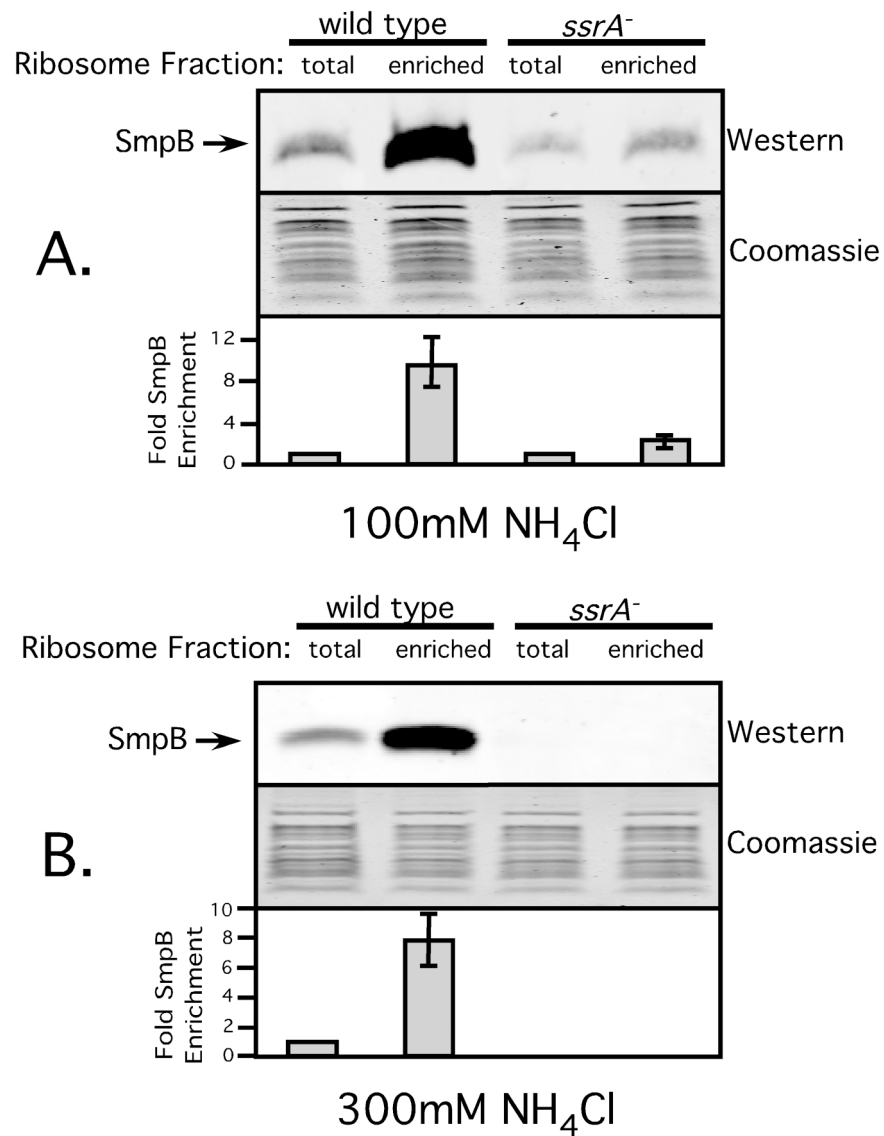 wild type ssrA-
Ribosome Fraction: total enriched total enriched
SmpB Western
A. Coomassie
Fold SmpB
Enrichment
12
8
4
0
100mM NH4Cl
wild type ssrA-
Ribosome Fraction: total enriched total enriched
SmpB Western
B. Coomassie
Fold SmpB
Enrichment
10
8
6
4
2
0
300mM NH4Cl